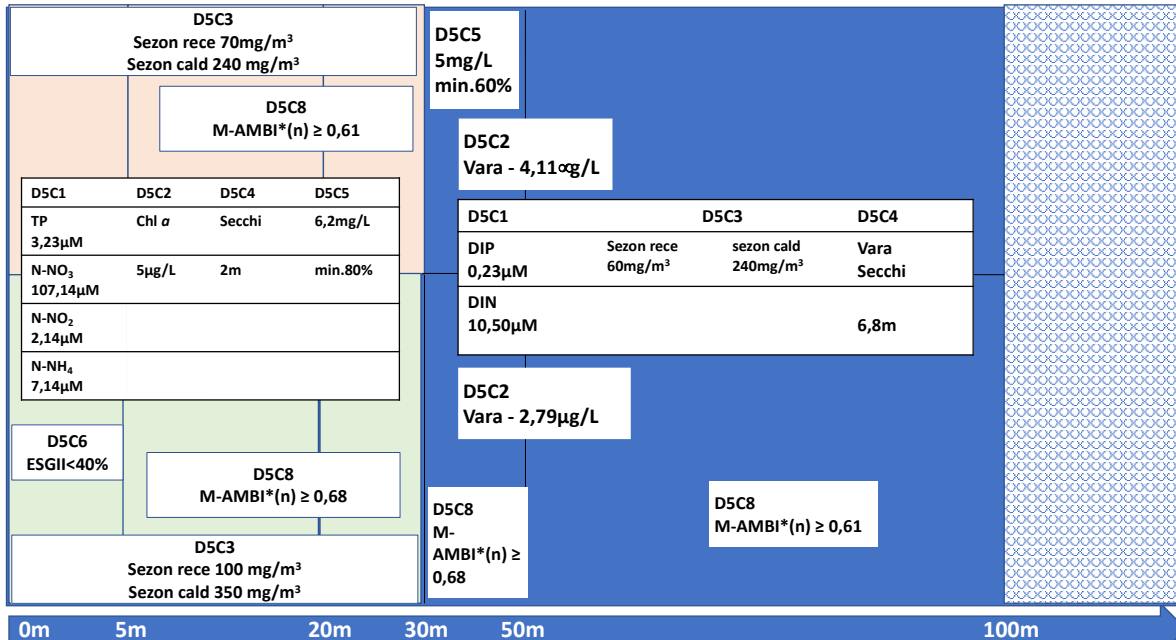 D5C3
Sezon rece 70mg/m³
Sezon cald 240 mg/m³
D5C8
M-AMBI*(n) ≥ 0,61
D5C1 D5C2 D5C4 D5C5
TP Chl a Secchi 6,2mg/L
3,23µM
N-NO₃ 5µg/L 2m min.80%
107,14µM
N-NO₂
2,14µM
N-NH₄
7,14µM
D5C6
ESGII<40%
D5C8
M-AMBI*(n) ≥ 0,68
D5C3
Sezon rece 100 mg/m³
Sezon cald 350 mg/m³
D5C5
5mg/L
min.60%
D5C2
Vara - 4,11∝g/L
D5C1 D5C3 D5C4
DIP Sezon rece sezon cald Vara
0,23µM 60mg/m³ 240mg/m³ Secchi
DIN
10,50µM 6,8m
D5C2
Vara - 2,79µg/L
D5C8
M-
AMBI*(n) ≥
0,68
D5C8
M-AMBI*(n) ≥ 0,61
0m 5m 20m 30m 50m 100m